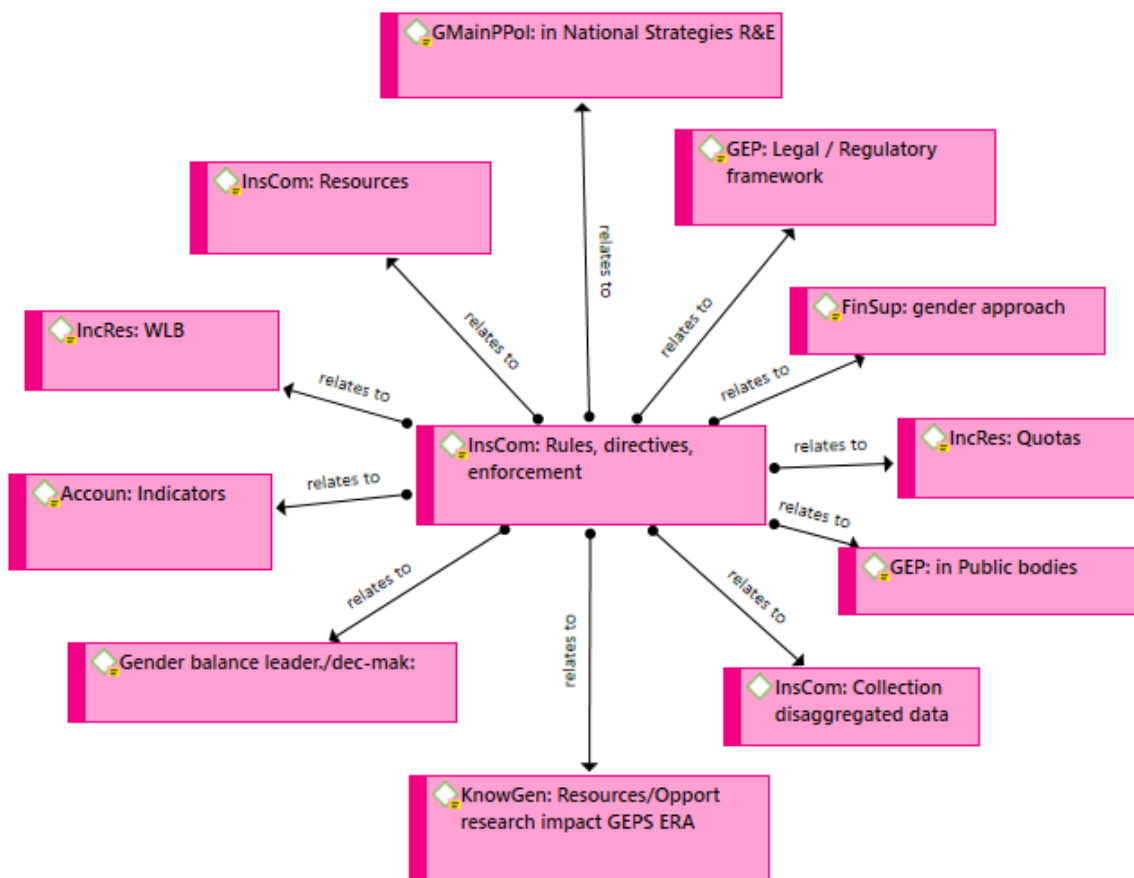 GMainPPol: in National Strategies R&E
GEP: Legal / Regulatory
framework
InsCom: Resources
relates to
relates to
relates to
FinSup: gender approach
IncRes: WLB
relates to
relates to
InsCom: Rules, directives,
enforcement
IncRes: Quotas
relates to
Accoun: Indicators
relates to
relates to
GEP: in Public bodies
relates to
relates to
relates to
Gender balance leader./dec-mak:
InsCom: Collection
disaggregated data
KnowGen: Resources/Opport
research impact GEPS ERA